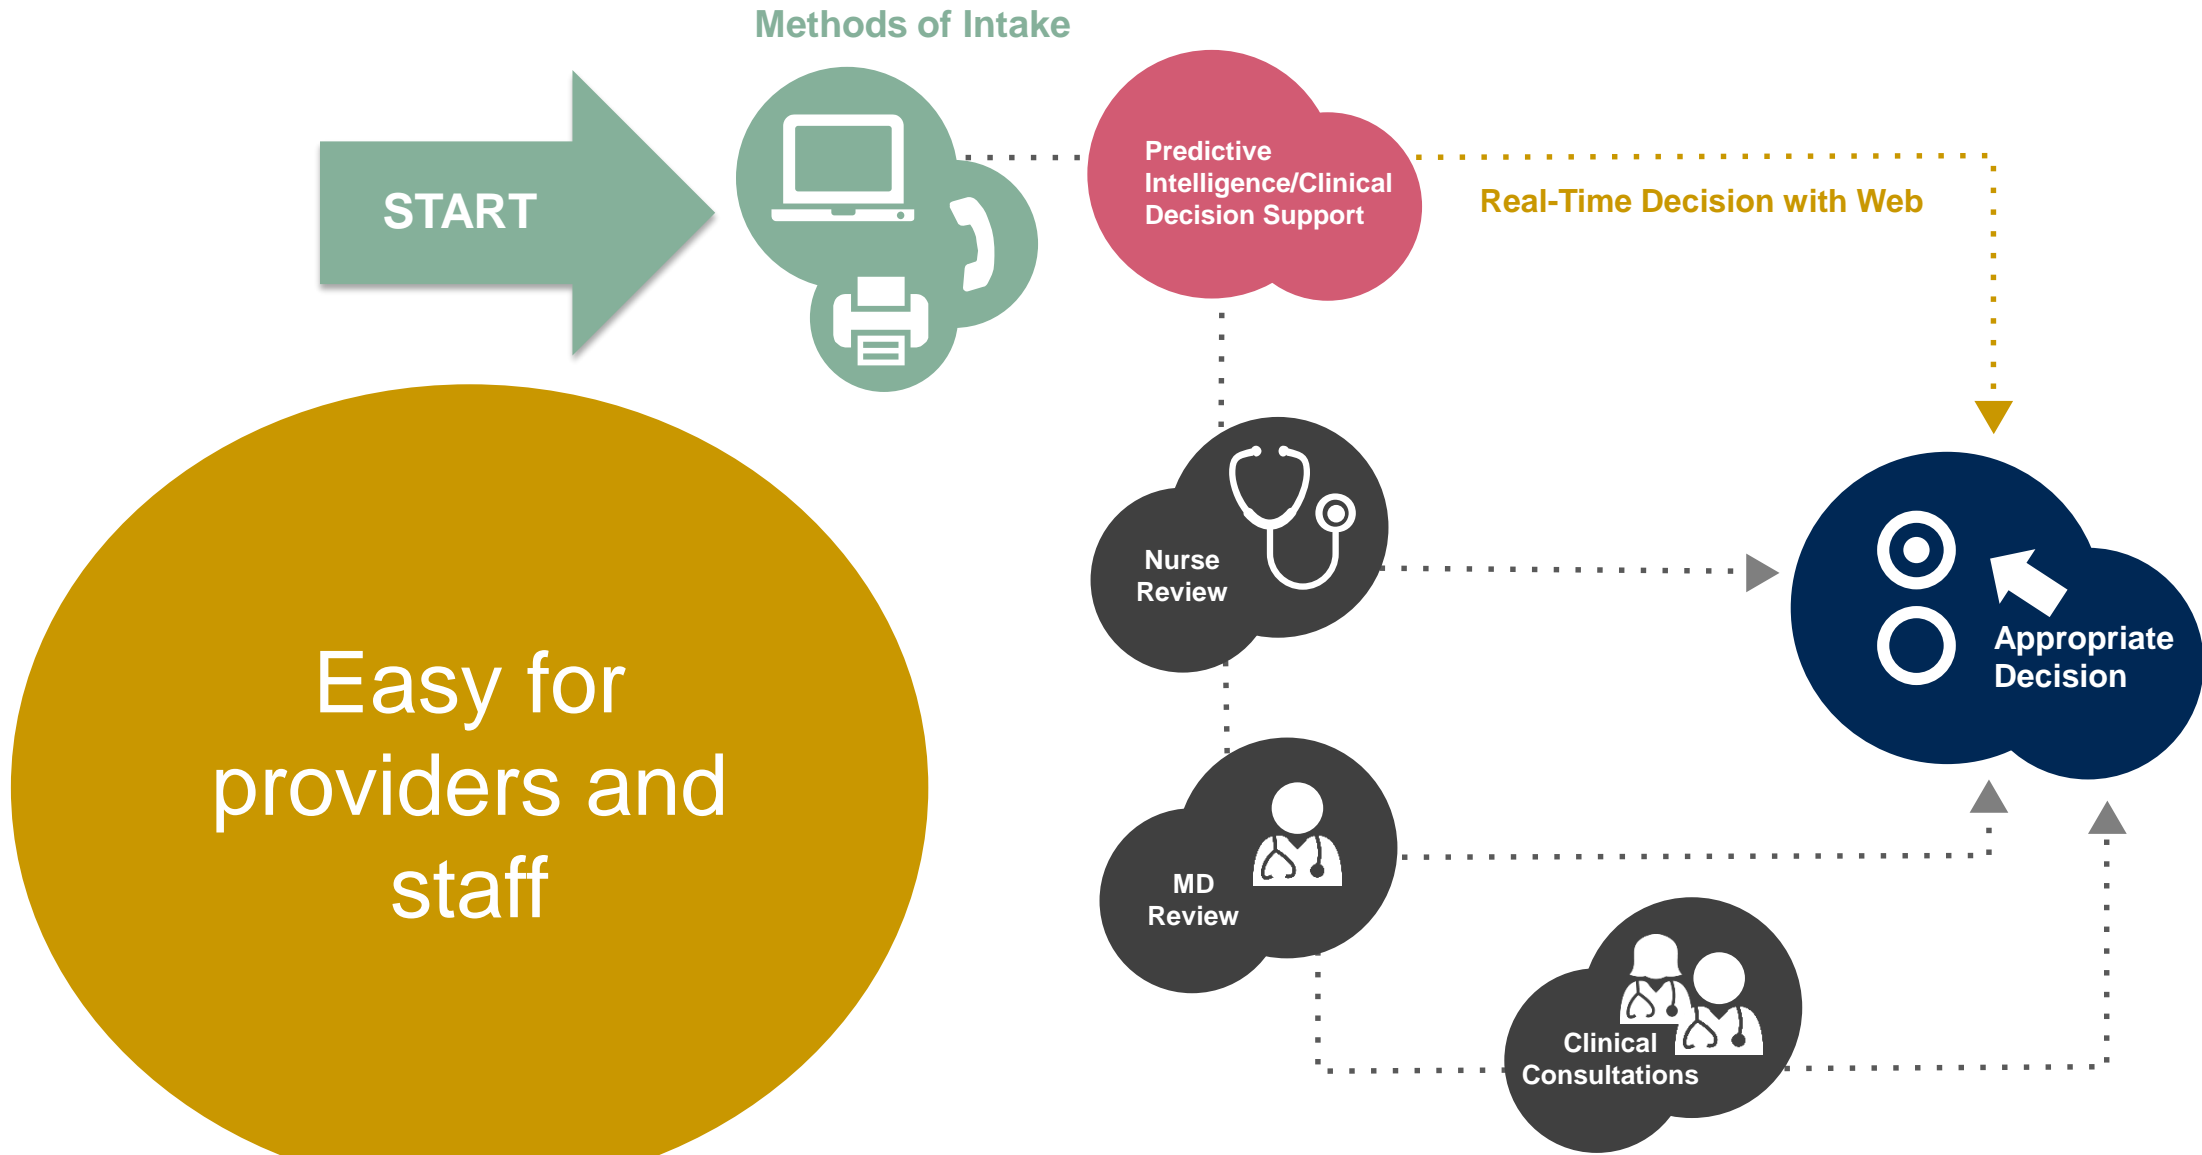 Methods of Intake
START
Predictive
Intelligence/Clinical
Decision Support
Real-Time Decision with Web
Nurse
Review
Appropriate
Decision
Easy for
providers and
staff
MD
Review
Clinical
Consultations